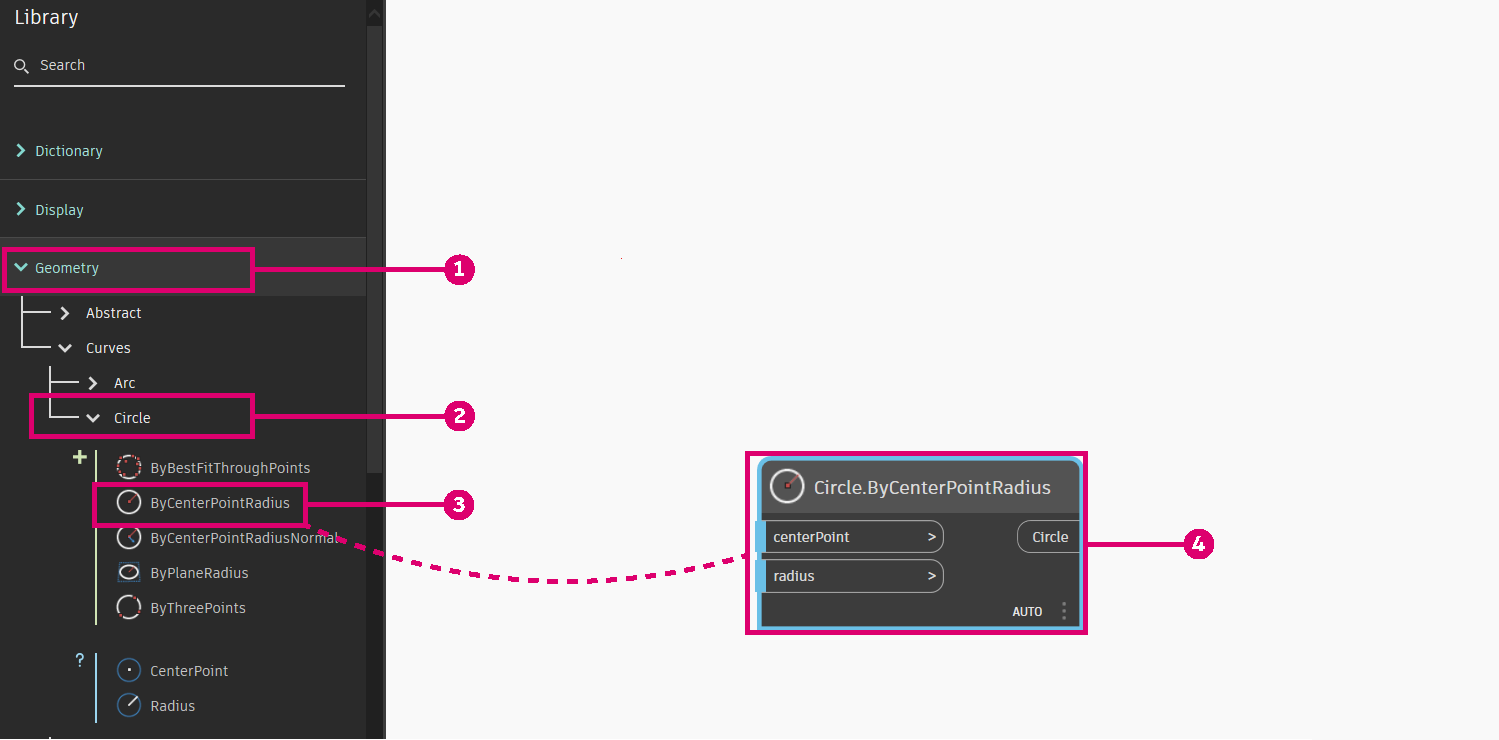 Library
Search
Dictionary
Display
Geometry
1
Abstract
Curves
Arc
Circle
2
ByBestFitThroughPoints
ByCenterPointRadius
3
ByCenterPointRadiusNormal
ByPlaneRadius
ByThreePoints
?
CenterPoint
Radius
Circle.ByCenterPointRadius
centerPoint >
Circle
radius >
AUTO
4